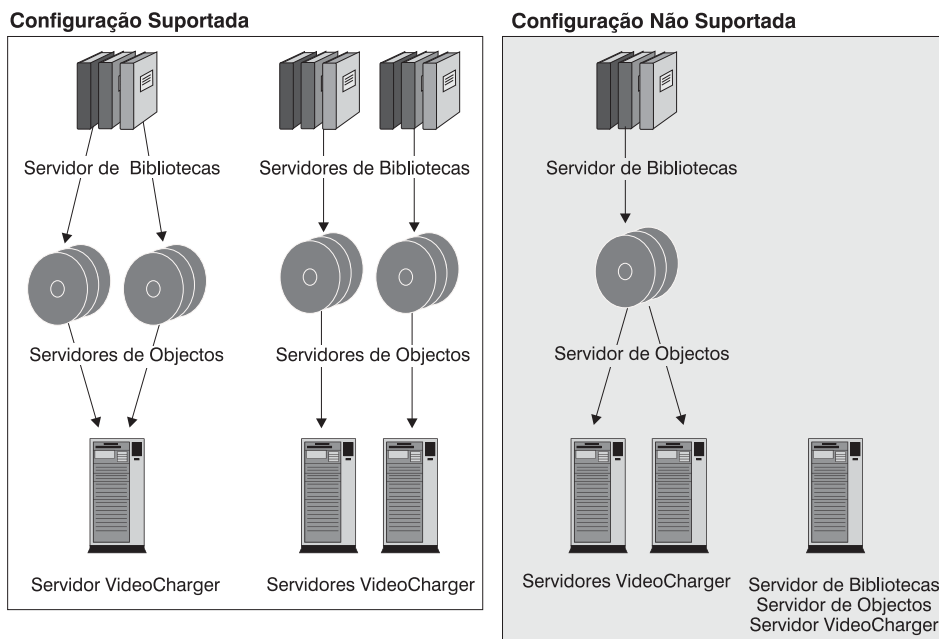 Configuração Suportada
Servidor de Bibliotecas
Servidores de Bibliotecas
Servidores de Objectos
Servidores de Objectos
Servidor VideoCharger
Servidores VideoCharger
Configuração Não Suportada
Servidor de Bibliotecas
Servidor de Objectos
Servidores VideoCharger
Servidor de Bibliotecas
Servidor de Objectos
Servidor VideoCharger